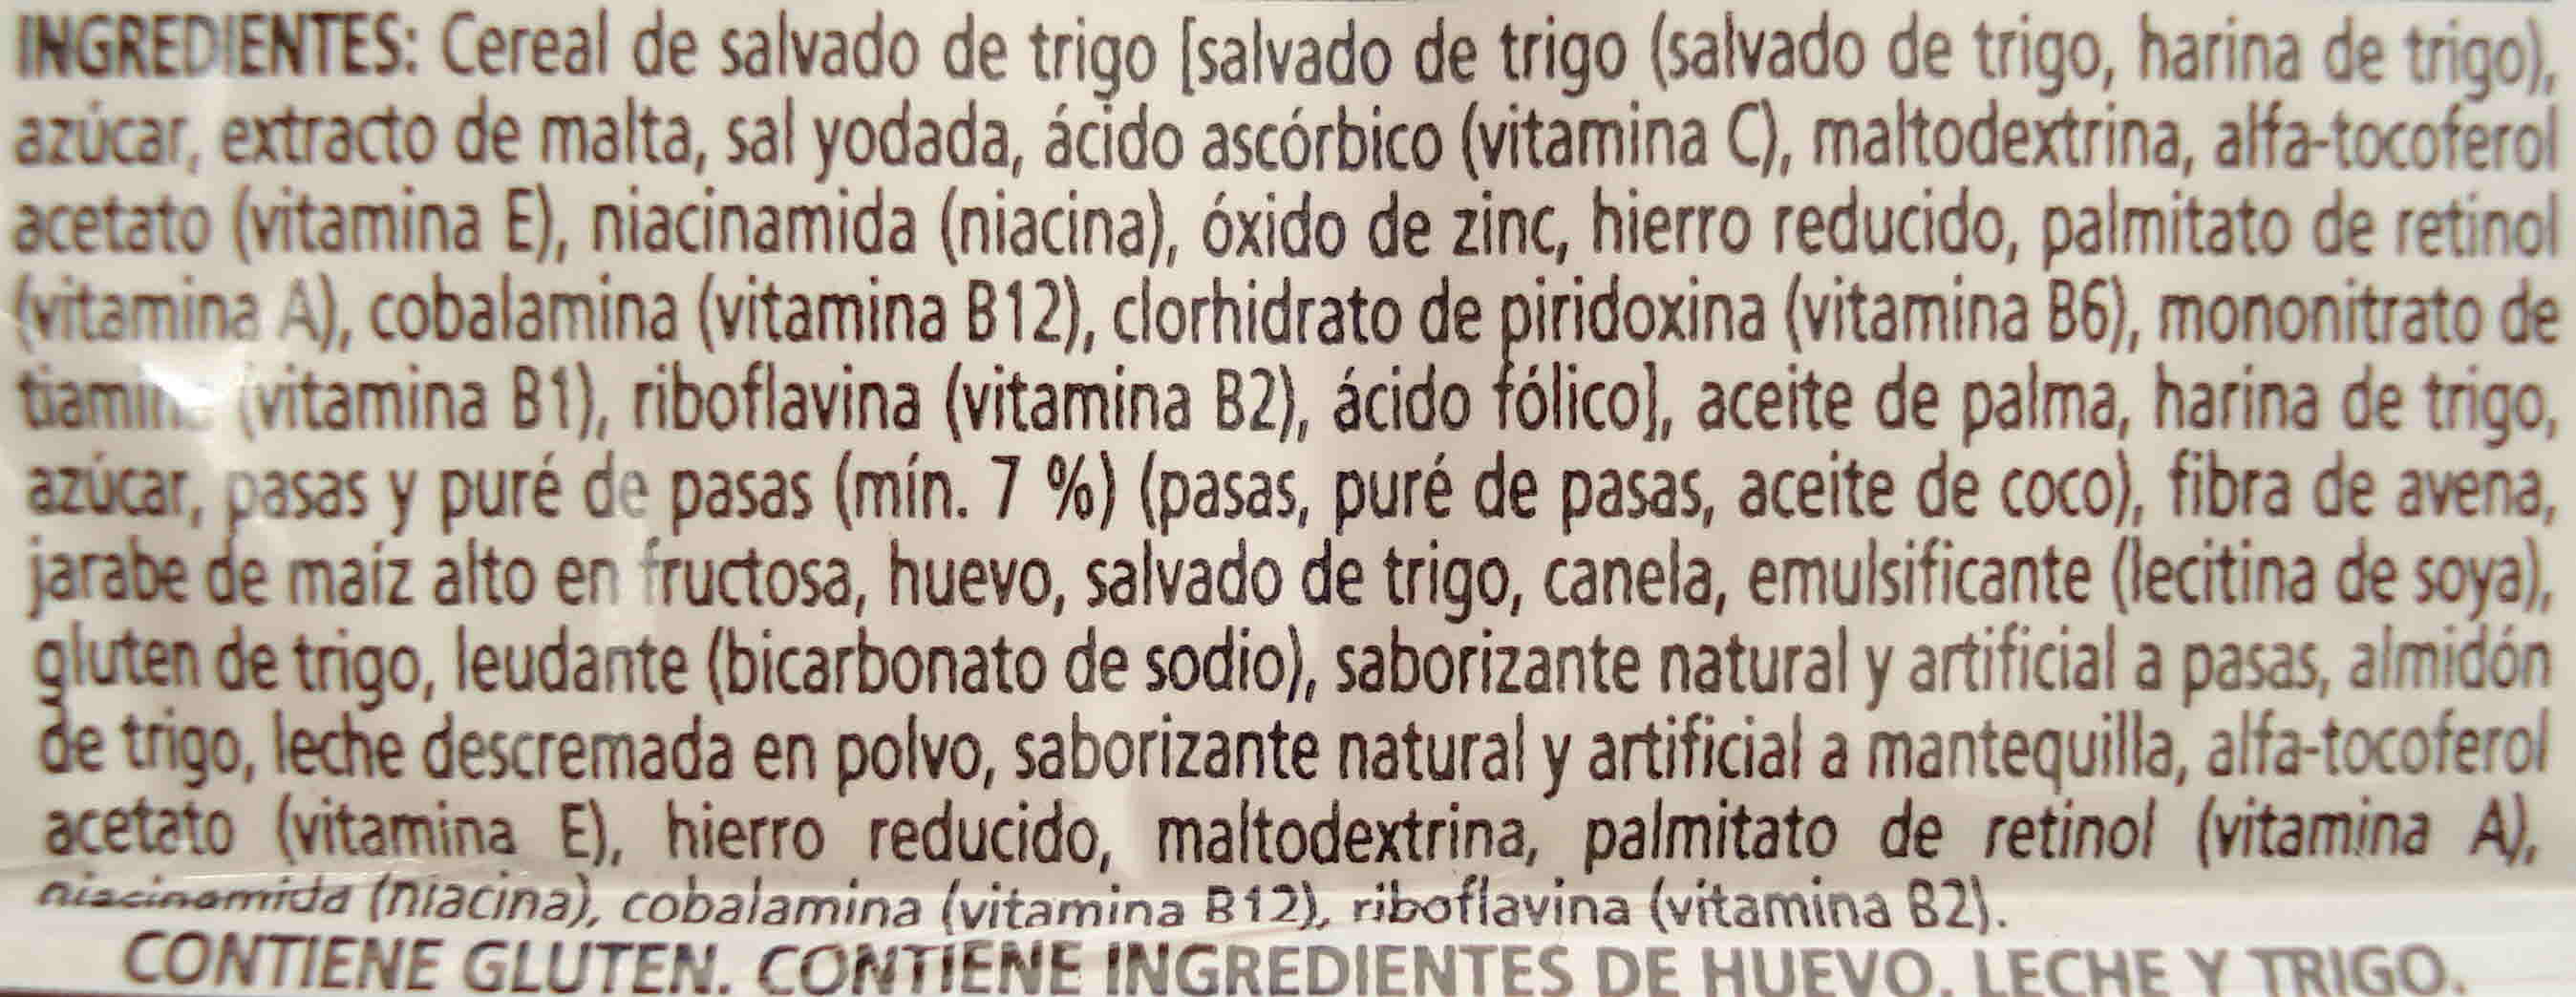 INGREDIENTES: Cereal de salvado de trigo [salvado de trigo (salvado de trigo, harina de trigo),
azúcar, extracto de malta, sal yodada, ácido ascórbico (vitamina C), maltodextrina, alfa-tocoferol
acetato (vitamina E), niacinamida (niacina), óxido de zinc, hierro reducido, palmitato de retinol
(vitamina A), cobalamina (vitamina B12), clorhidrato de piridoxina (vitamina B6), mononitrato de
tiamina (vitamina B1), riboflavina (vitamina B2), ácido fólico], aceite de palma, harina de trigo,
azúcar, pasas y puré de pasas (mín. 7 %) (pasas, puré de pasas, aceite de coco), fibra de avena,
jarabe de maíz alto en fructosa, huevo, salvado de trigo, canela, emulsificante (lecitina de soya),
gluten de trigo, leudante (bicarbonato de sodio), saborizante natural y artificial a pasas, almidón
de trigo, leche descremada en polvo, saborizante natural y artificial a mantequilla, alfa-tocoferol
acetato (vitamina E), hierro reducido, maltodextrina, palmitato de retinol (vitamina A),
niacinamida (niacina), cobalamina (vitamina B12), riboflavina (vitamina B2).
CONTIENE GLUTEN. CONTIENE INGREDIENTES DE HUEVO, LECHE Y TRIGO.